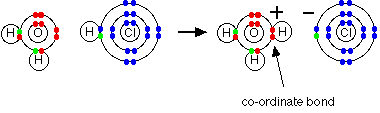 H O H Cl + − H O H Cl
H H
co-ordinate bond